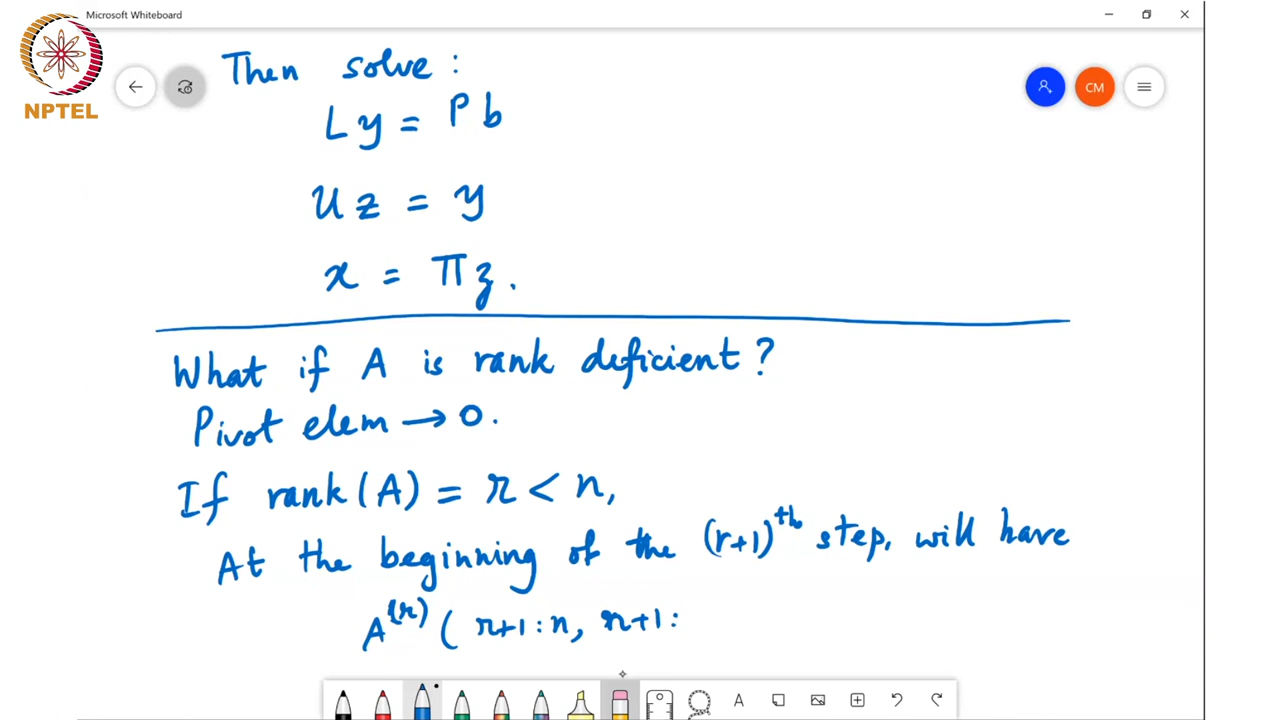 Microsoft Whiteboard
NPTEL
CM
Then solve :
Ly = Pb
Uz = y
x = Πz.
What if A is rank deficient?
Pivot elem → 0.
If rank(A) = r < n,
At the beginning of the (r+1)th step, will have
A(r) ( r+1:n, r+1:
A